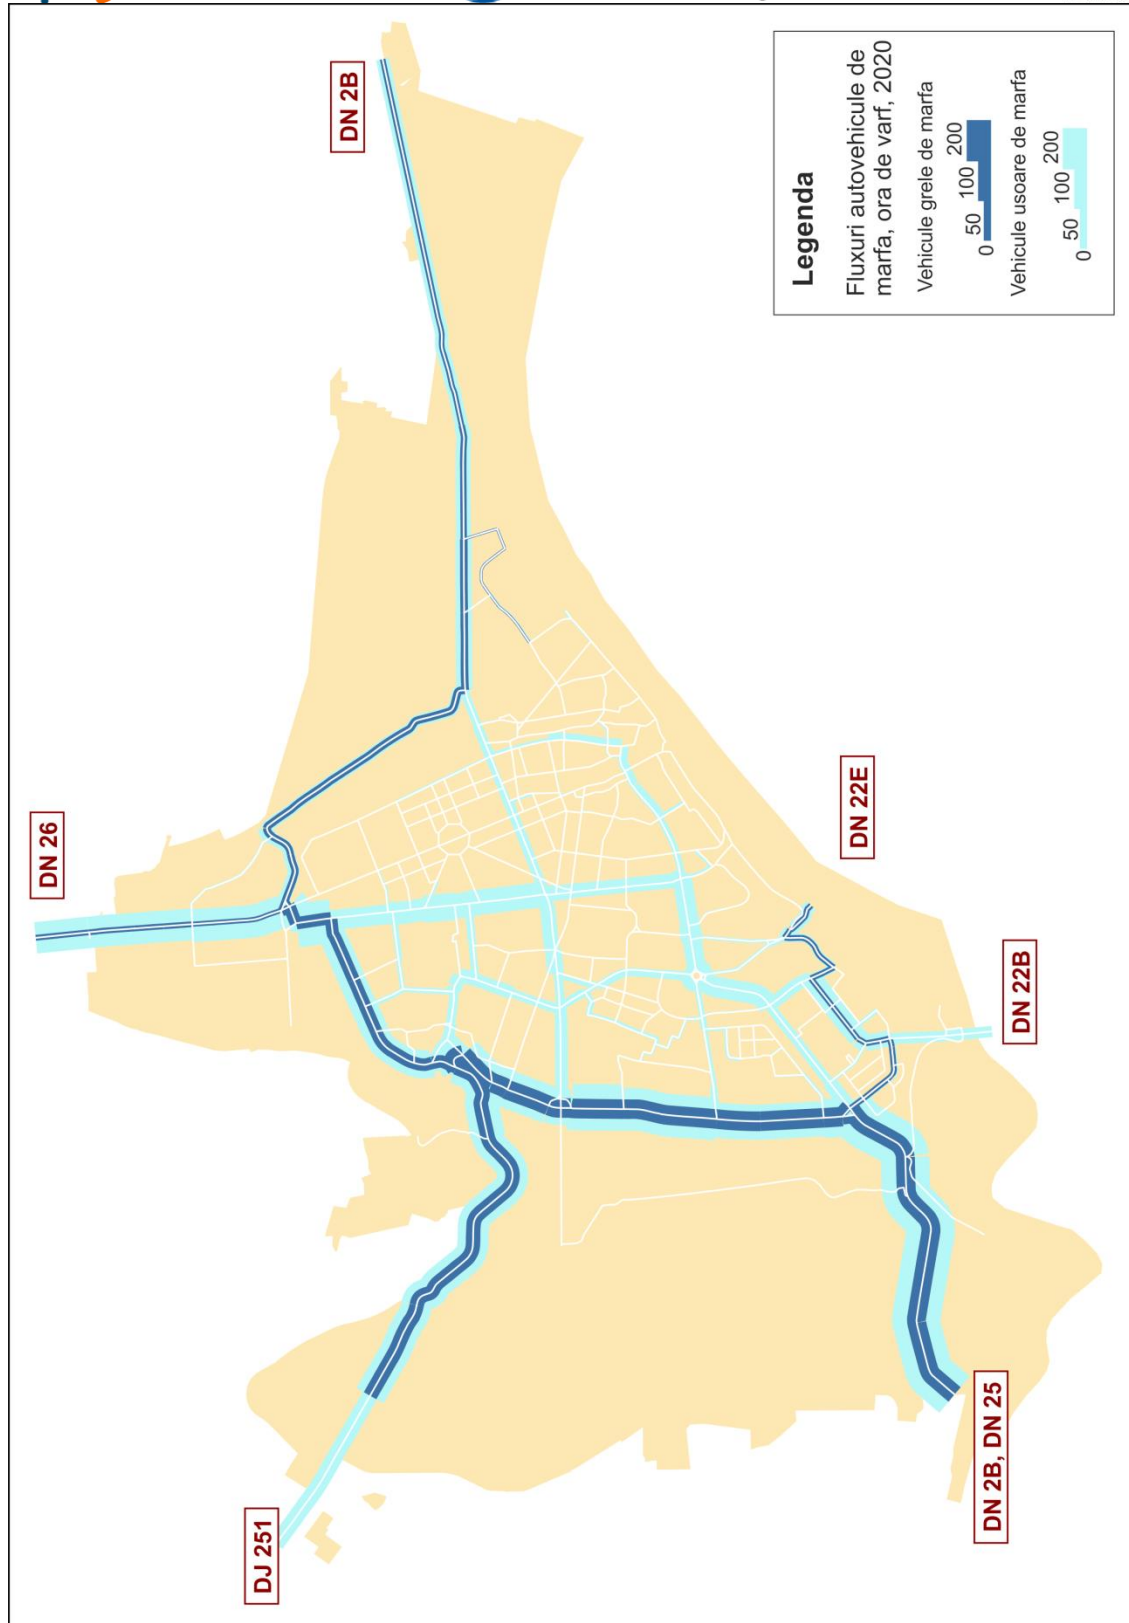 DN 26
DJ 251
DN 2B
DN 22E
DN 2B, DN 25
DN 22B
Legenda
Fluxuri autovehicule de
marfa, ora de varf, 2020
Vehicule grele de marfa
0 50 100 200
Vehicule usoare de marfa
0 50 100 200